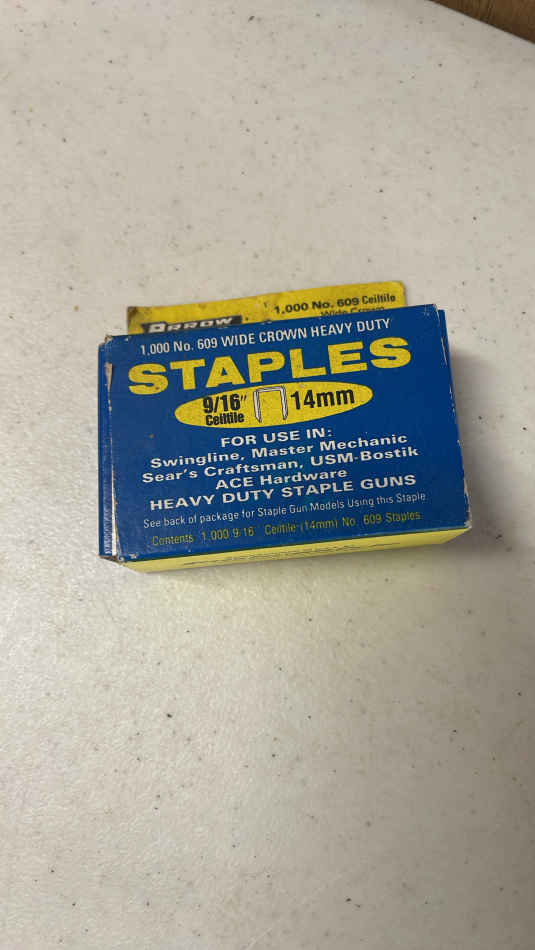 ARROW
1,000 No. 609 Ceiltile
Wide Crown
1,000 No. 609 WIDE CROWN HEAVY DUTY
STAPLES
9/16" 14mm
Ceiltile
FOR USE IN:
Swingline, Master Mechanic
Sear's Craftsman, USM-Bostik
ACE Hardware
HEAVY DUTY STAPLE GUNS
See back of package for Staple Gun Models Using this Staple
Contents 1,000 9/16" Ceiltile (14mm) No. 609 Staples